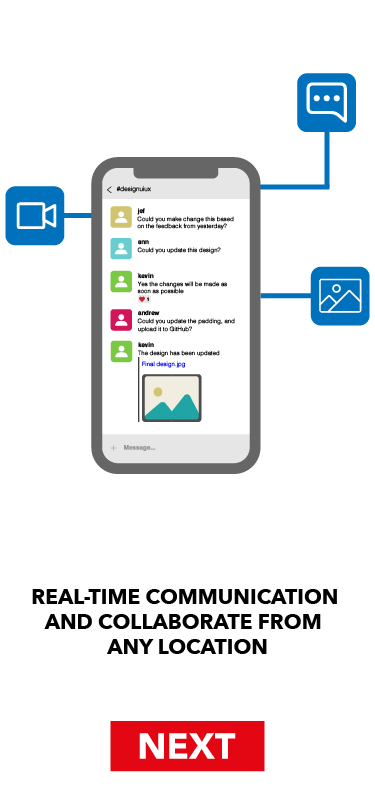 #designuiux
jef
Could you make change this based
on the feedback from yesterday?
ann
Could you update this design?
kevin
Yes the changes will be made as
soon as possible
1
andrew
Could you update the padding, and
upload it to GitHub?
kevin
The design has been updated
Final design.jpg
+ Message...
REAL-TIME COMMUNICATION
AND COLLABORATE FROM
ANY LOCATION
NEXT